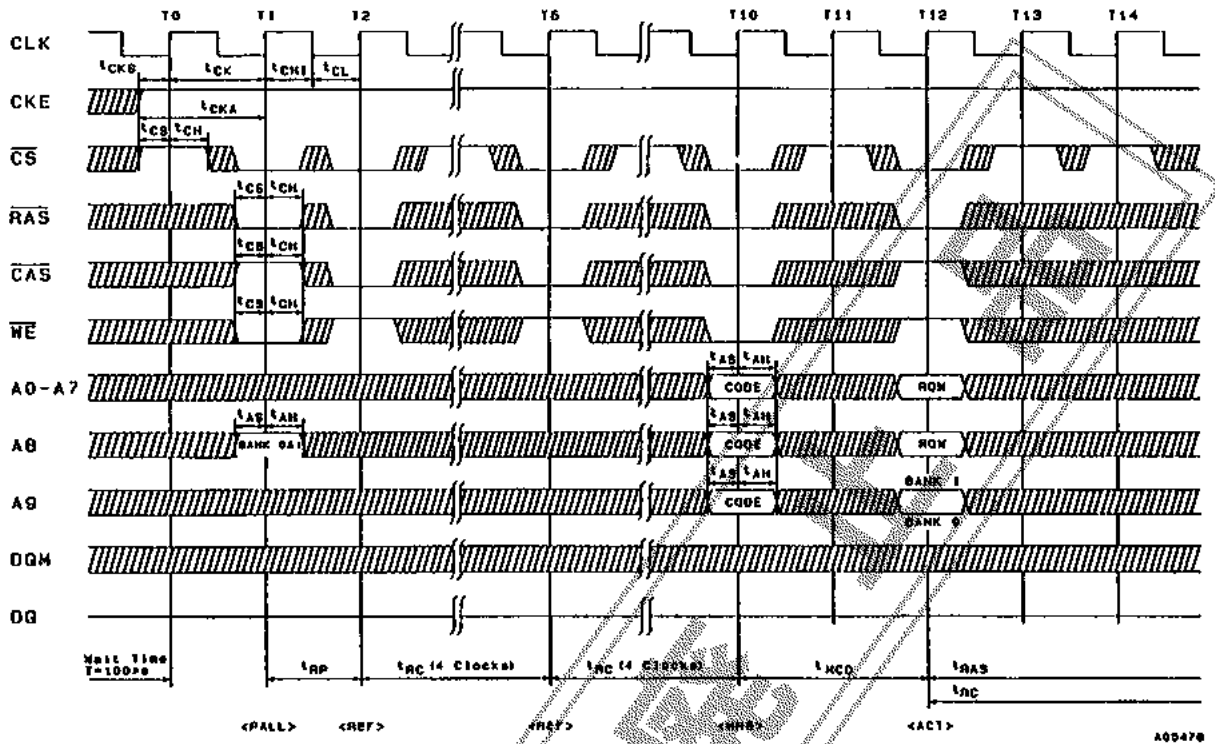 T0 T1 T2 T5 T10 T11 T12 T13 T14
CLK
tCKS tCK tCHI tCL
CKE
tCKA
tCS tCH
CS
tCS tCH
RAS
tCS tCH
CAS
tCS tCH
WE
tAS tAH
A0-A7 CODE ROW
tAS tAH tAS tAH
A8 BANK 0&1 CODE ROW
tAS tAH BANK 1
A9 CODE
BANK 0
DQM
DQ
Wait Time
T=100µs tRP tRC (4 Clocks) tRC (4 Clocks) tMCD tRAS
tRC
<PALL> <REF> <REF> <MRS> <ACT>
A05478